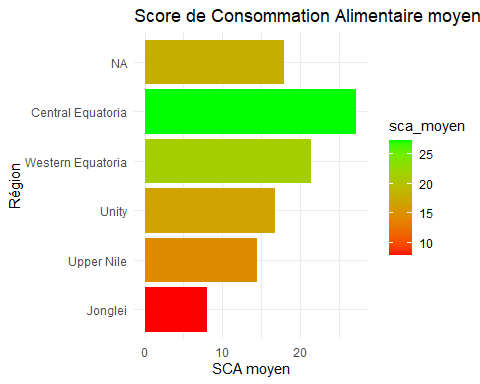 Score de Consommation Alimentaire moyen
Région
NA
Central Equatoria
Western Equatoria
Unity
Upper Nile
Jonglei
0 10 20
SCA moyen
sca_moyen
25
20
15
10